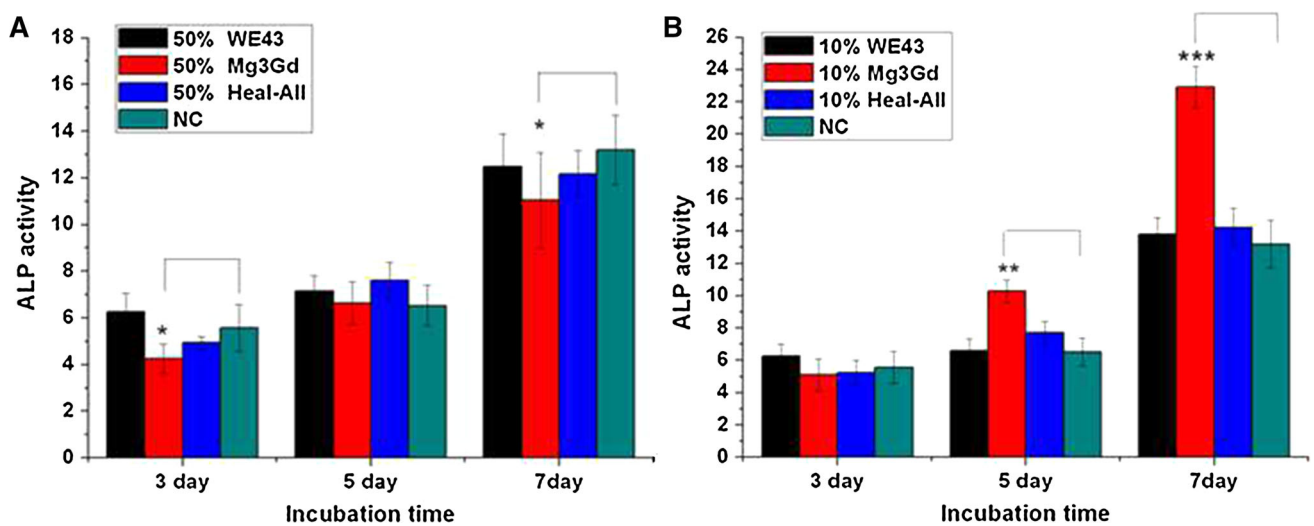 A
ALP activity
18
16
14
12
10
8
6
4
2
0
50% WE43
50% Mg3Gd
50% Heal-All
NC
*
*
3 day
5 day
7day
Incubation time
B
ALP activity
26
24
22
20
18
16
14
12
10
8
6
4
2
0
10% WE43
10% Mg3Gd
10% Heal-All
NC
**
***
3 day
5 day
7day
Incubation time